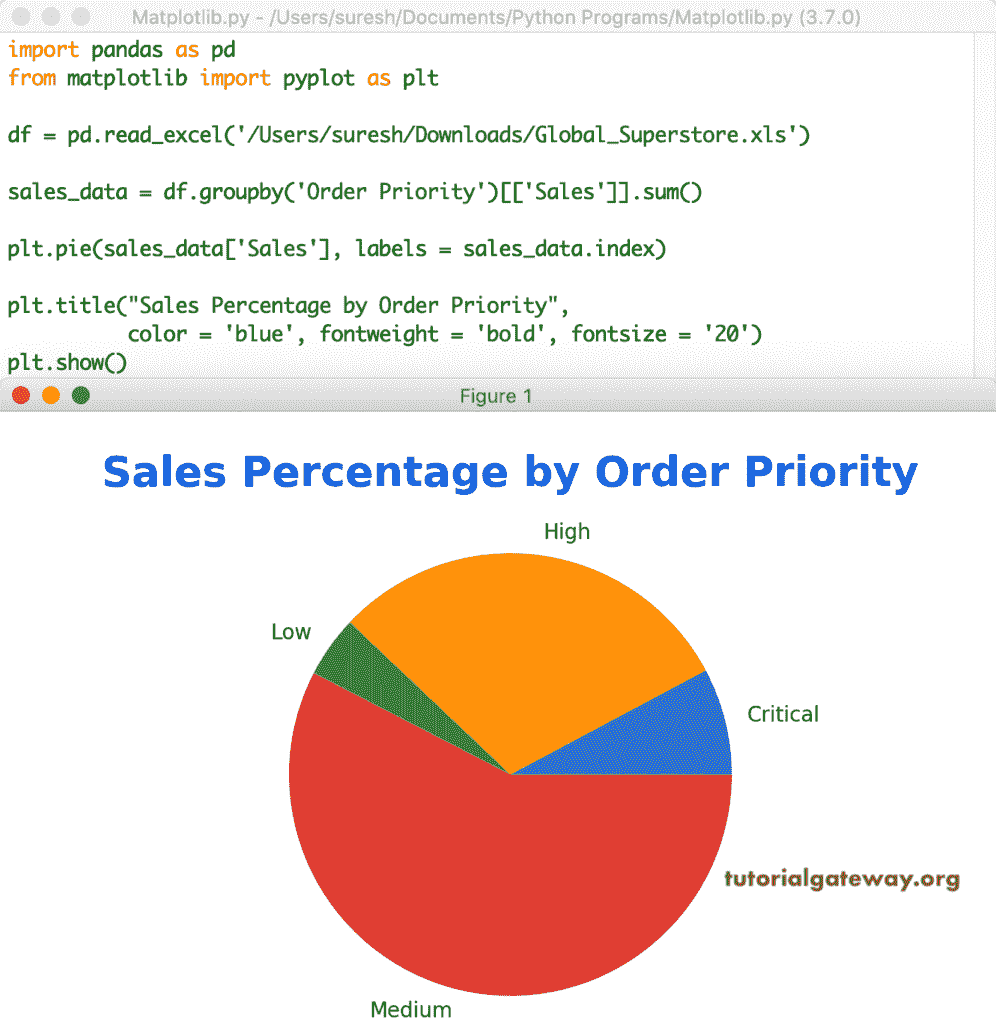 Matplotlib.py - /Users/suresh/Documents/Python Programs/Matplotlib.py (3.7.0)
import pandas as pd
from matplotlib import pyplot as plt
df = pd.read_excel('/Users/suresh/Downloads/Global_Superstore.xls')
sales_data = df.groupby('Order Priority')[['Sales']].sum()
plt.pie(sales_data['Sales'], labels = sales_data.index)
plt.title("Sales Percentage by Order Priority",
color = 'blue', fontweight = 'bold', fontsize = '20')
plt.show()
Figure 1
Sales Percentage by Order Priority
High
Low
Critical
tutorialgateway.org
Medium